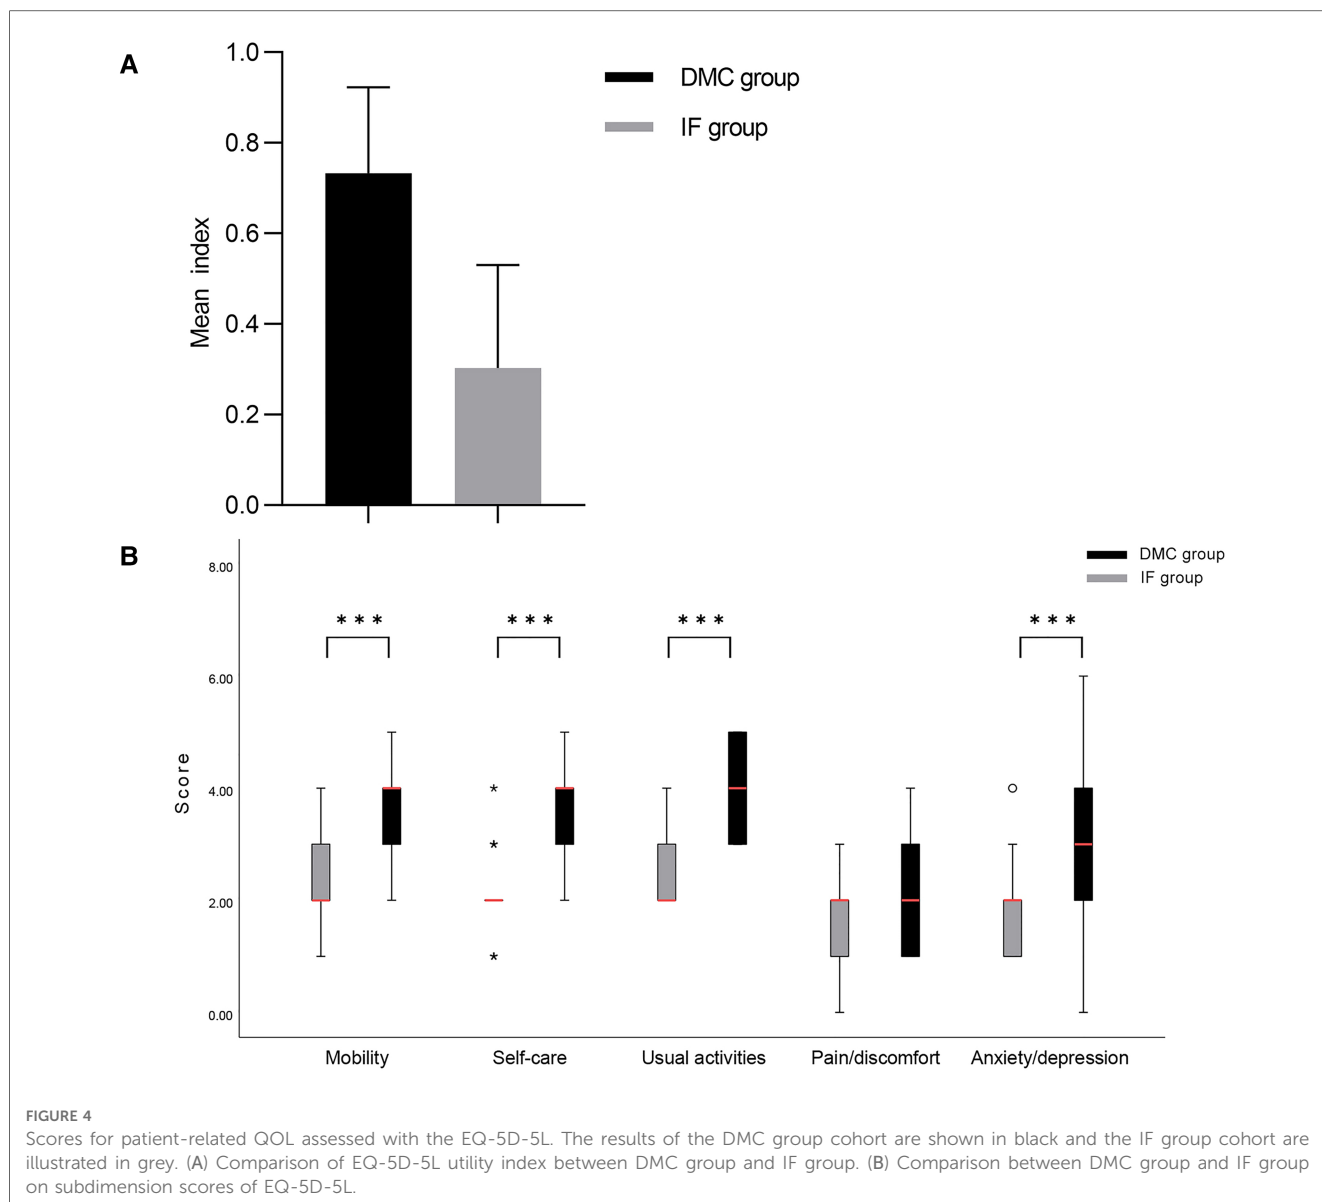 A
1.0
0.8
0.6
0.4
0.2
0.0
Mean index
DMC group
IF group
B
8.00
6.00
4.00
2.00
0.00
Score
DMC group
IF group
*** *** *** ***
* * *
Mobility Self-care Usual activities Pain/discomfort Anxiety/depression
FIGURE 4
Scores for patient-related QOL assessed with the EQ-5D-5L. The results of the DMC group cohort are shown in black and the IF group cohort are
illustrated in grey. (A) Comparison of EQ-5D-5L utility index between DMC group and IF group. (B) Comparison between DMC group and IF group
on subdimension scores of EQ-5D-5L.